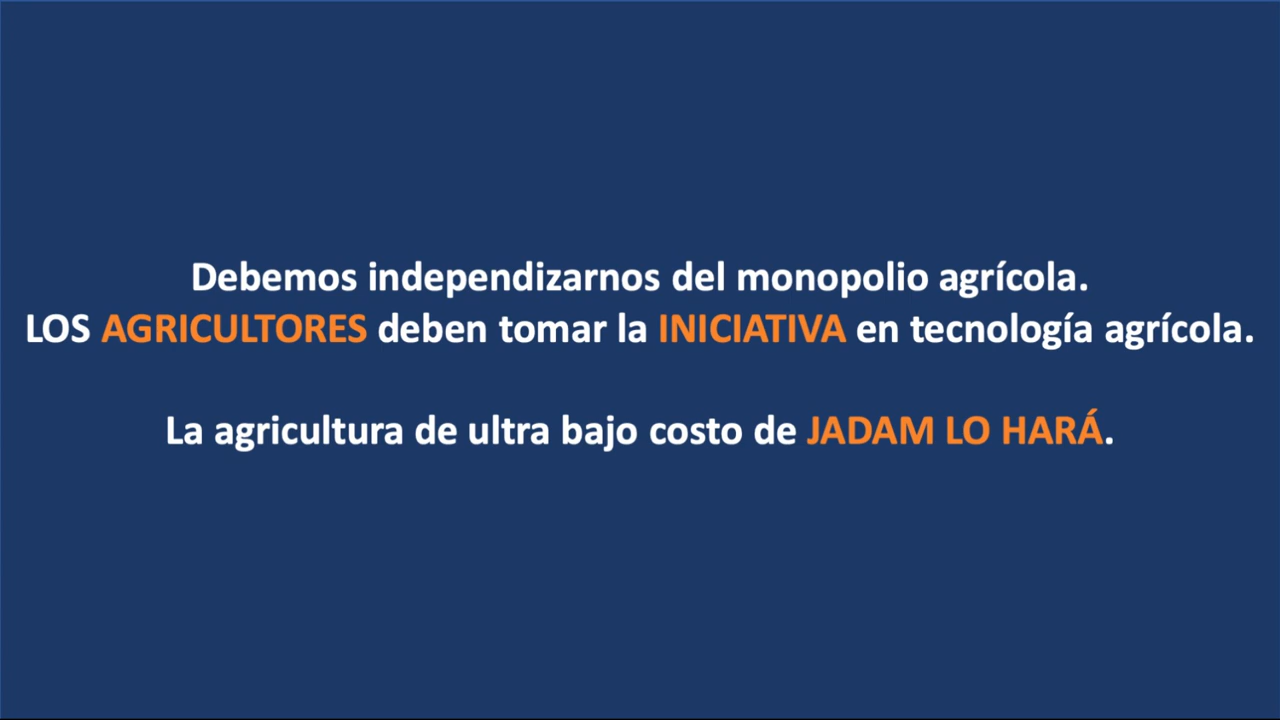 Debemos independizarnos del monopolio agrícola.
LOS AGRICULTORES deben tomar la INICIATIVA en tecnología agrícola.
La agricultura de ultra bajo costo de JADAM LO HARÁ.